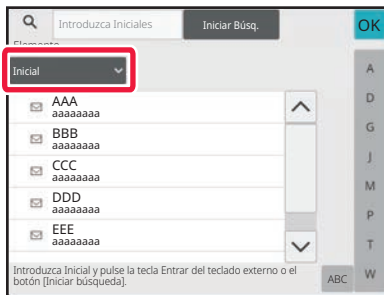 Introduzca Iniciales
Iniciar Búsq.
OK
Elemento
Inicial
A
AAA
aaaaaaaa
D
BBB
aaaaaaaa
G
CCC
aaaaaaaa
J
DDD
aaaaaaaa
M
EEE
aaaaaaaa
P
T
W
Introduzca Inicial y pulse la tecla Entrar del teclado externo o el
botón [Iniciar búsqueda].
ABC